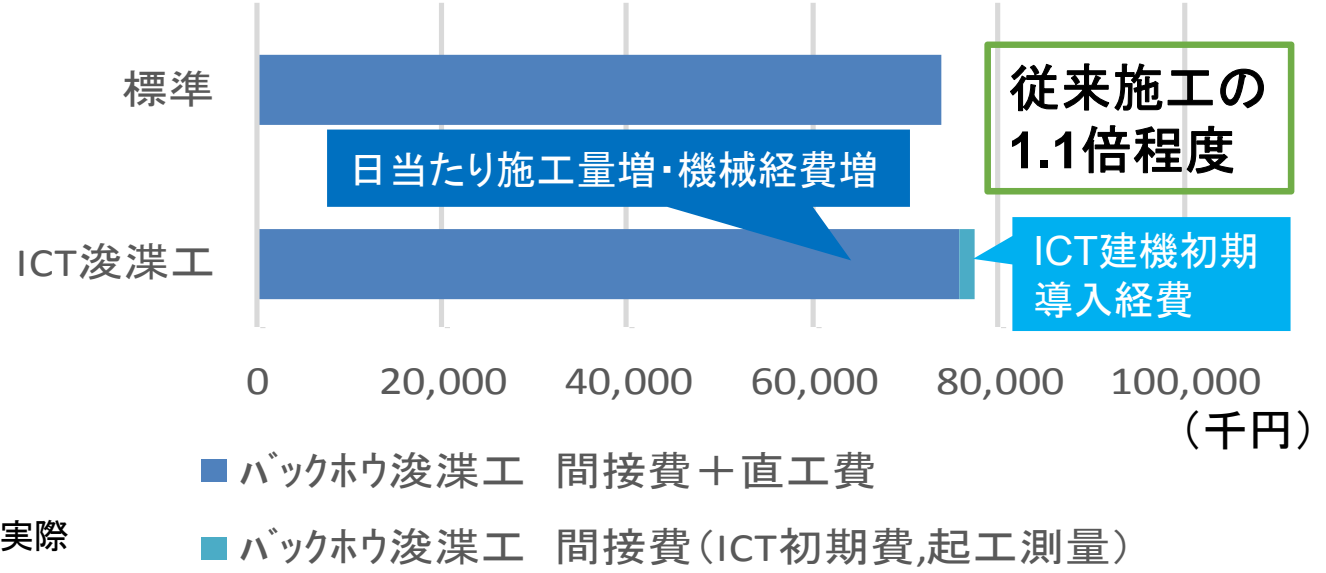 標準
従来施工の
1.1倍程度
日当たり施工量増・機械経費増
ICT浚渫工
ICT建機初期
導入経費
0 20,000 40,000 60,000 80,000 100,000
（千円）
バックホウ浚渫工　間接費＋直工費
実際
バックホウ浚渫工　間接費（ICT初期費,起工測量）